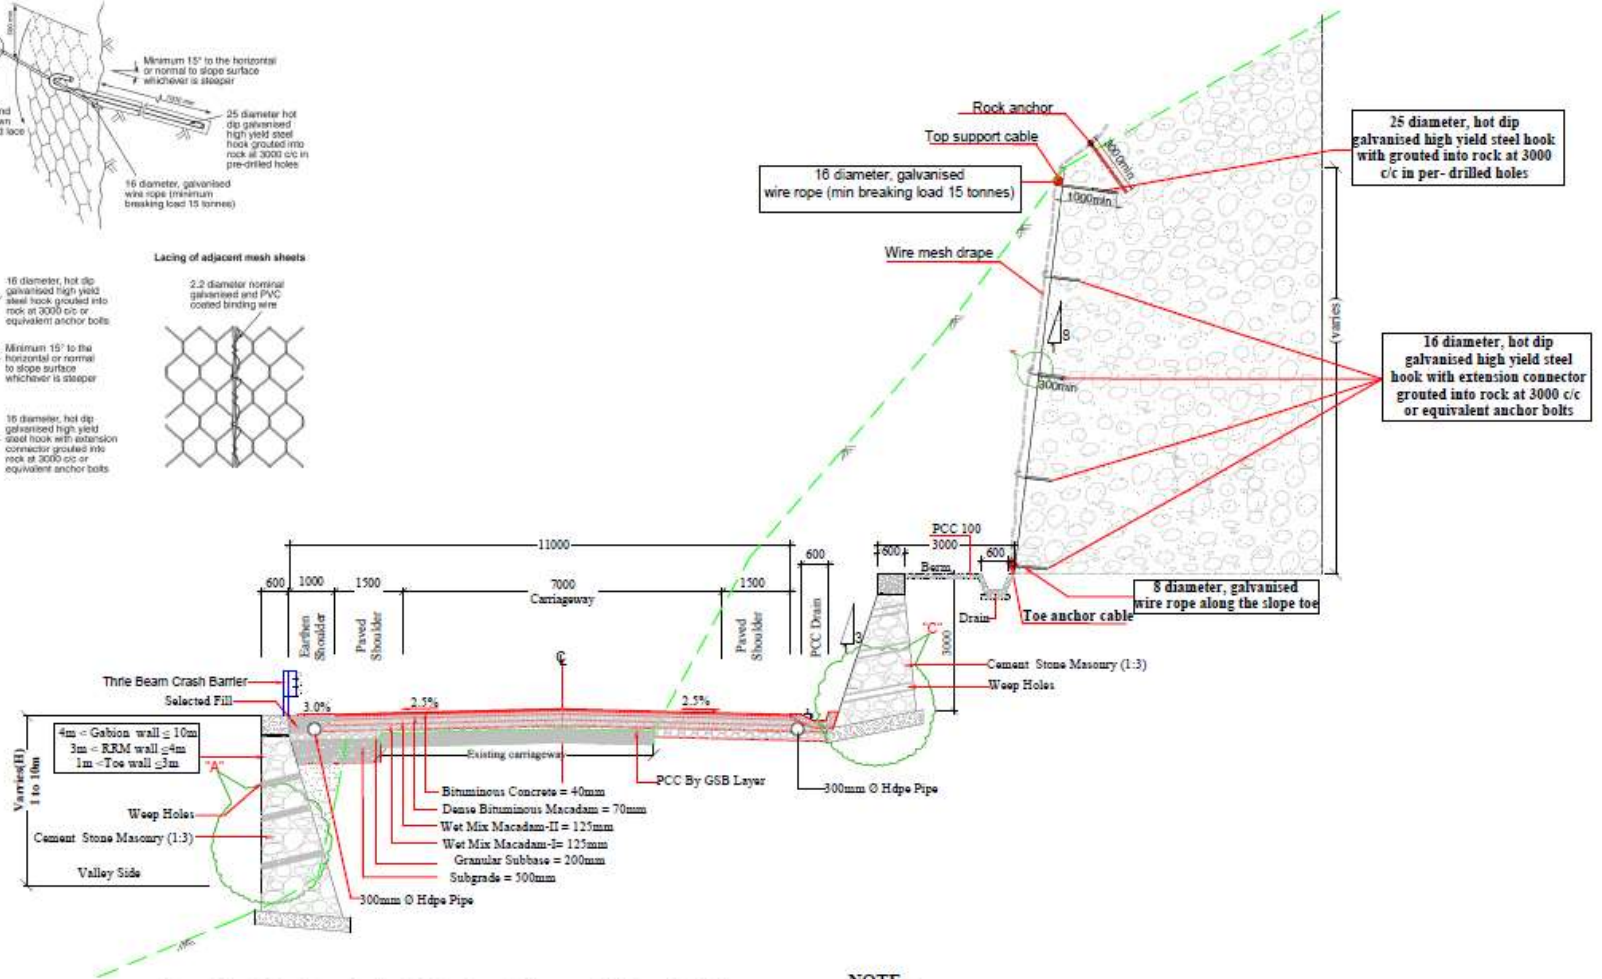 Minimum 15° to the horizontal
or normal to slope surface
whichever is steeper
25 diameter hot
dip galvanised
high yield steel
hook grouted into
rock at 3000 c/c in
pre-drilled holes
16 diameter, galvanised
wire rope (minimum
breaking load 15 tonnes)
Lacing of adjacent mesh sheets
16 diameter, hot dip
galvanised high yield
steel hook grouted into
rock at 3000 c/c or
equivalent anchor bolts
2.2 diameter nominal
galvanised and PVC
coated binding wire
Minimum 15° to the
horizontal or normal
to slope surface
whichever is steeper
16 diameter, hot dip
galvanised high yield
steel hook with extension
connector grouted into
rock at 3000 c/c or
equivalent anchor bolts
Rock anchor
Top support cable
16 diameter, galvanised
wire rope (min breaking load 15 tonnes)
1000min
25 diameter, hot dip
galvanised high yield steel hook
with grouted into rock at 3000
c/c in per- drilled holes
Wire mesh drape
8
300min
(varies)
16 diameter, hot dip
galvanised high yield steel
hook with extension connector
grouted into rock at 3000 c/c
or equivalent anchor bolts
PCC 100
600
3000
600
Berm
Drain
8 diameter, galvanised
wire rope along the slope toe
Toe anchor cable
11000
600
600
1000
1500
7000
1500
Carriageway
Earthen
Shoulder
Paved
Shoulder
Paved
Shoulder
PCC Drain
3
"C"
3000
Cement Stone Masonry (1:3)
Weep Holes
Thrie Beam Crash Barrier
Selected Fill
3.0%
2.5%
2.5%
4m < Gabion wall ≤ 10m
3m < RRM wall ≤4m
1m <Toe wall ≤3m
"A"
Varries(H)
1 to 10m
Existing carriageway
PCC By GSB Layer
300mm Ø Hdpe Pipe
Bituminous Concrete = 40mm
Dense Bituminous Macadam = 70mm
Wet Mix Macadam-II = 125mm
Wet Mix Macadam-I= 125mm
Granular Subbase = 200mm
Subgrade = 500mm
300mm Ø Hdpe Pipe
Weep Holes
Cement Stone Masonry (1:3)
Valley Side
NOTE